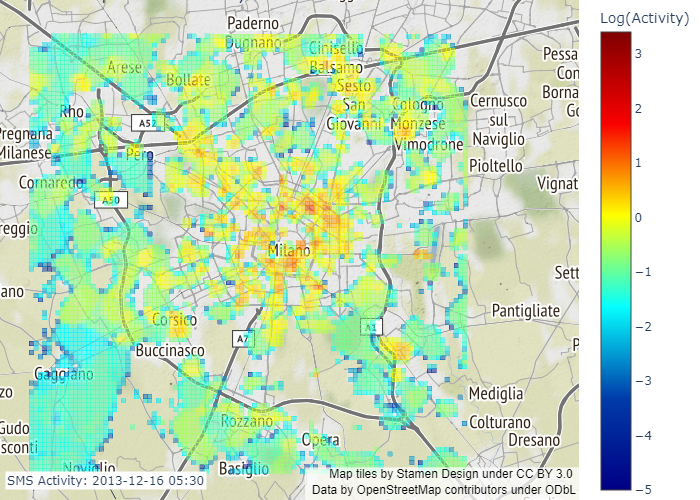 Log(Activity)
3
2
1
0
−1
−2
−3
−4
−5
Paderno
Dugnano
Cinisello
Balsamo
Arese
Bollate
Sesto
San
Giovanni
Cologno
Monzese
Cernusco
sul
Naviglio
Rho
A52
Pero
Vimodrone
Pioltello
Pregnana
Milanese
Cornaredo
A50
Vignat
reggio
Milano
Pessa
Con
Borna
Go
Sett
ano
Pantigliate
Corsico
A1
A7
Buccinasco
P
Gaggiano
Mediglia
zo
Rozzano
Colturano
Dresano
Gudo
sconti
Opera
Noviglio
Basiglio
SMS Activity: 2013-12-16 05:30
Map tiles by Stamen Design under CC BY 3.0
Data by OpenStreetMap contributors under ODbL